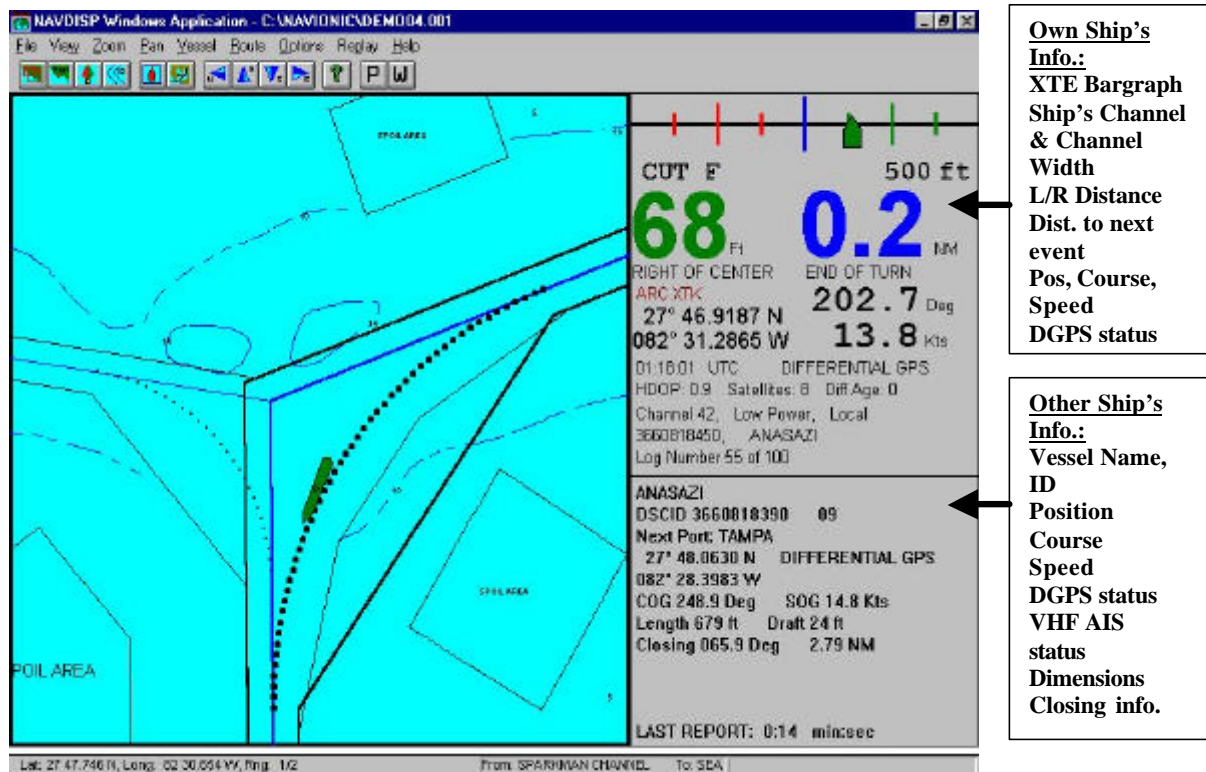 NAVDISP Windows Application - C:\NAVIONIC\DEMO04.001
File View Zoom Pan Vessel Route Options Replay Help
P W
SPOIL AREA
SPOIL AREA
POIL AREA
CUT F 500 ft
68 Ft 0.2 NM
RIGHT OF CENTER END OF TURN
ARC XTK 202.7 Deg
27° 46.9187 N
082° 31.2865 W 13.8 Kts
01:16:01 UTC DIFFERENTIAL GPS
HDOP: 0.9 Satellites: 8 Diff Age: 0
Channel 42, Low Power, Local
3660818450, ANASAZI
Log Number 55 of 100
ANASAZI
DSCID 3660818390 09
Next Port: TAMPA
27° 48.0630 N DIFFERENTIAL GPS
082° 28.3983 W
COG 248.9 Deg SOG 14.8 Kts
Length 679 ft Draft 24 ft
Closing 065.9 Deg 2.79 NM
LAST REPORT: 0:14 min:sec
Lat: 27 47.746 N, Long: 82 30.654 W, Rng: 1/2 From: SPARKMAN CHANNEL To: SEA
Own Ship's
Info.:
XTE Bargraph
Ship's Channel
& Channel
Width
L/R Distance
Dist. to next
event
Pos, Course,
Speed
DGPS status
Other Ship's
Info.:
Vessel Name,
ID
Position
Course
Speed
DGPS status
VHF AIS
status
Dimensions
Closing info.